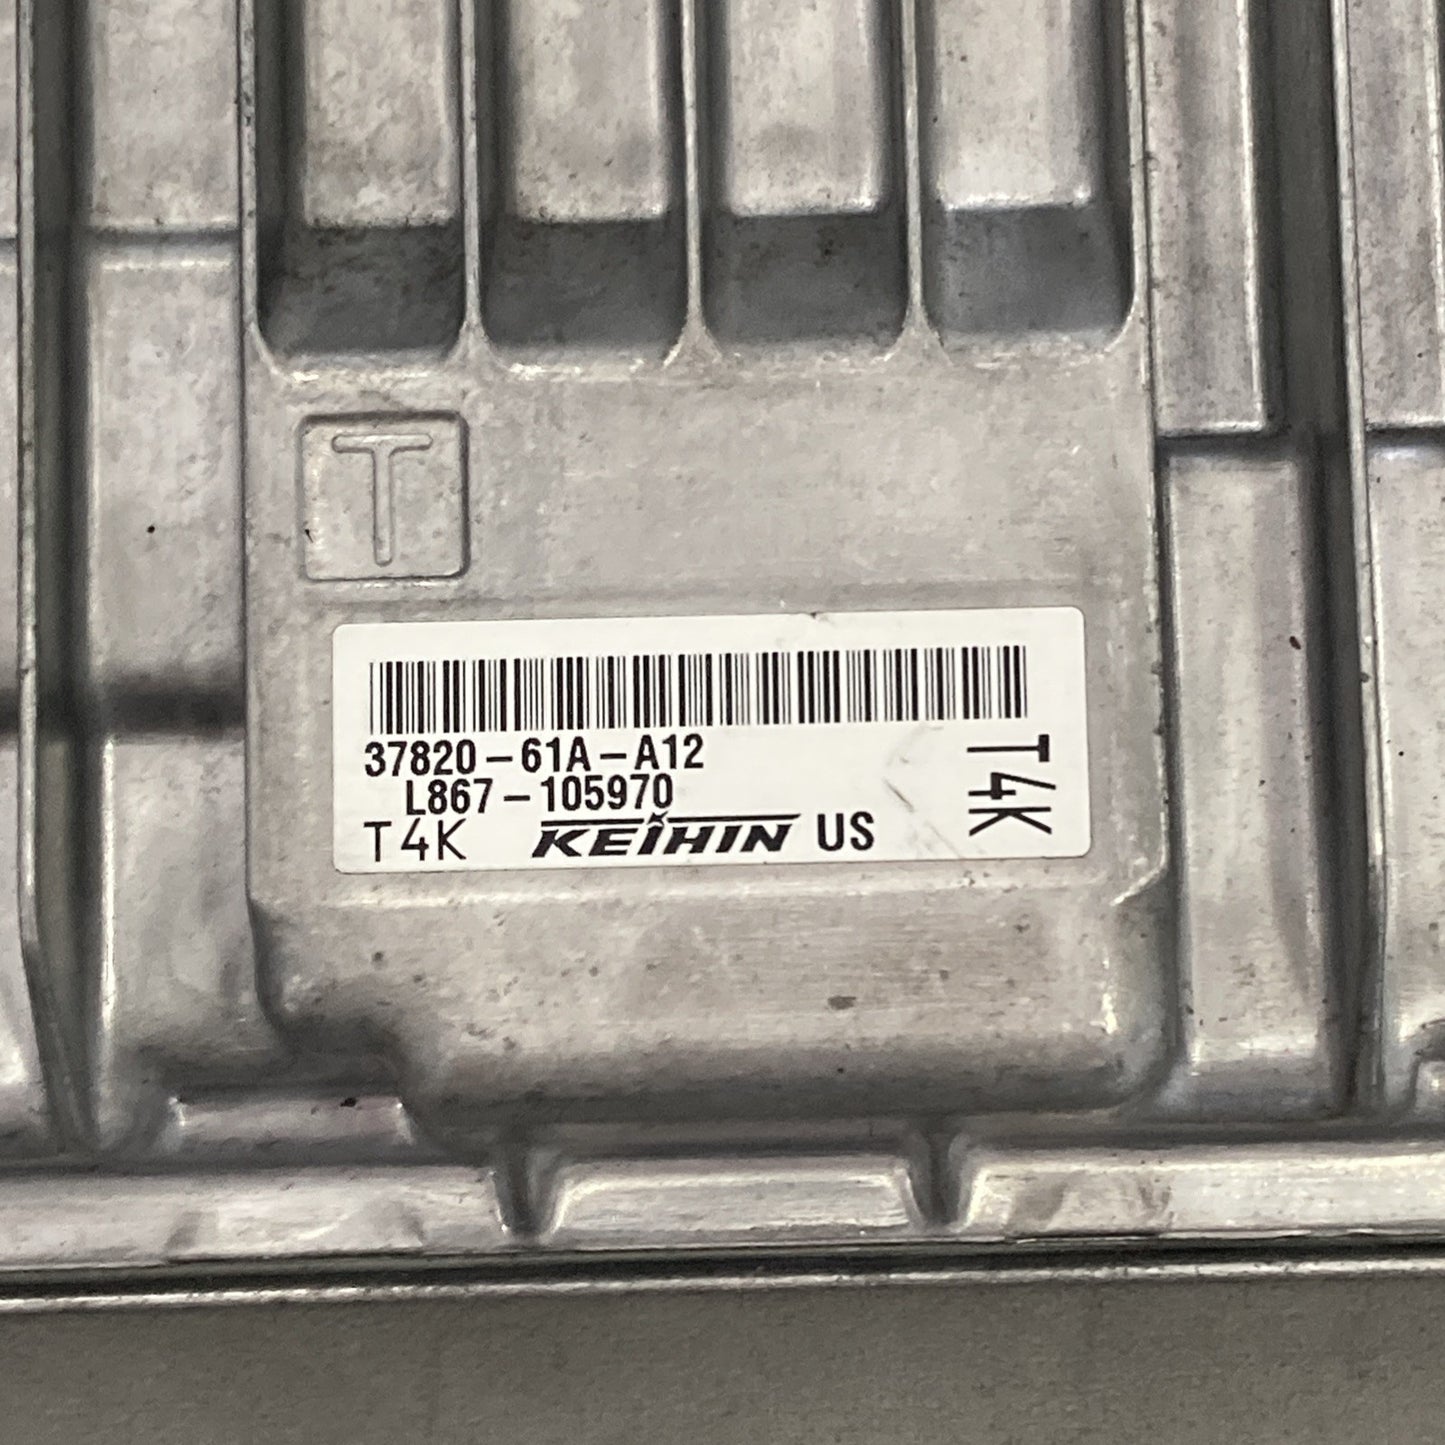 T
37820-61A-A12
L867-105970
T4K KEIHIN US
T4K